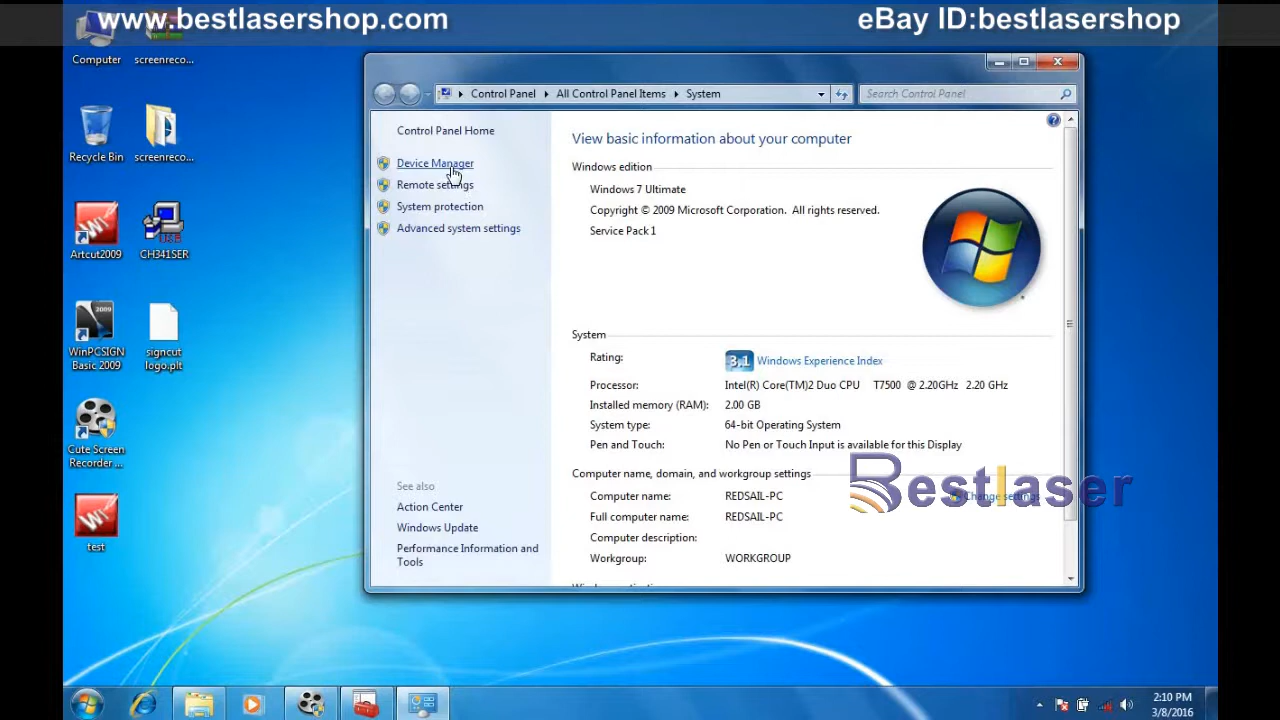 www.bestlasershop.com
eBay ID:bestlasershop
Computer
screenreco...
Recycle Bin
screenreco...
Artcut2009
CH341SER
WinPCSIGN
Basic 2009
signcut
logo.plt
Cute Screen
Recorder ...
test
Control Panel
All Control Panel Items
System
Search Control Panel
Control Panel Home
Device Manager
Remote settings
System protection
Advanced system settings
See also
Action Center
Windows Update
Performance Information and
Tools
View basic information about your computer
Windows edition
Windows 7 Ultimate
Copyright © 2009 Microsoft Corporation. All rights reserved.
Service Pack 1
System
Rating: 3.1 Windows Experience Index
Processor: Intel(R) Core(TM)2 Duo CPU T7500 @ 2.20GHz 2.20 GHz
Installed memory (RAM): 2.00 GB
System type: 64-bit Operating System
Pen and Touch: No Pen or Touch Input is available for this Display
Computer name, domain, and workgroup settings
Computer name: REDSAIL-PC
Change settings
Full computer name: REDSAIL-PC
Computer description:
Workgroup: WORKGROUP
Bestlaser
2:10 PM
3/8/2016